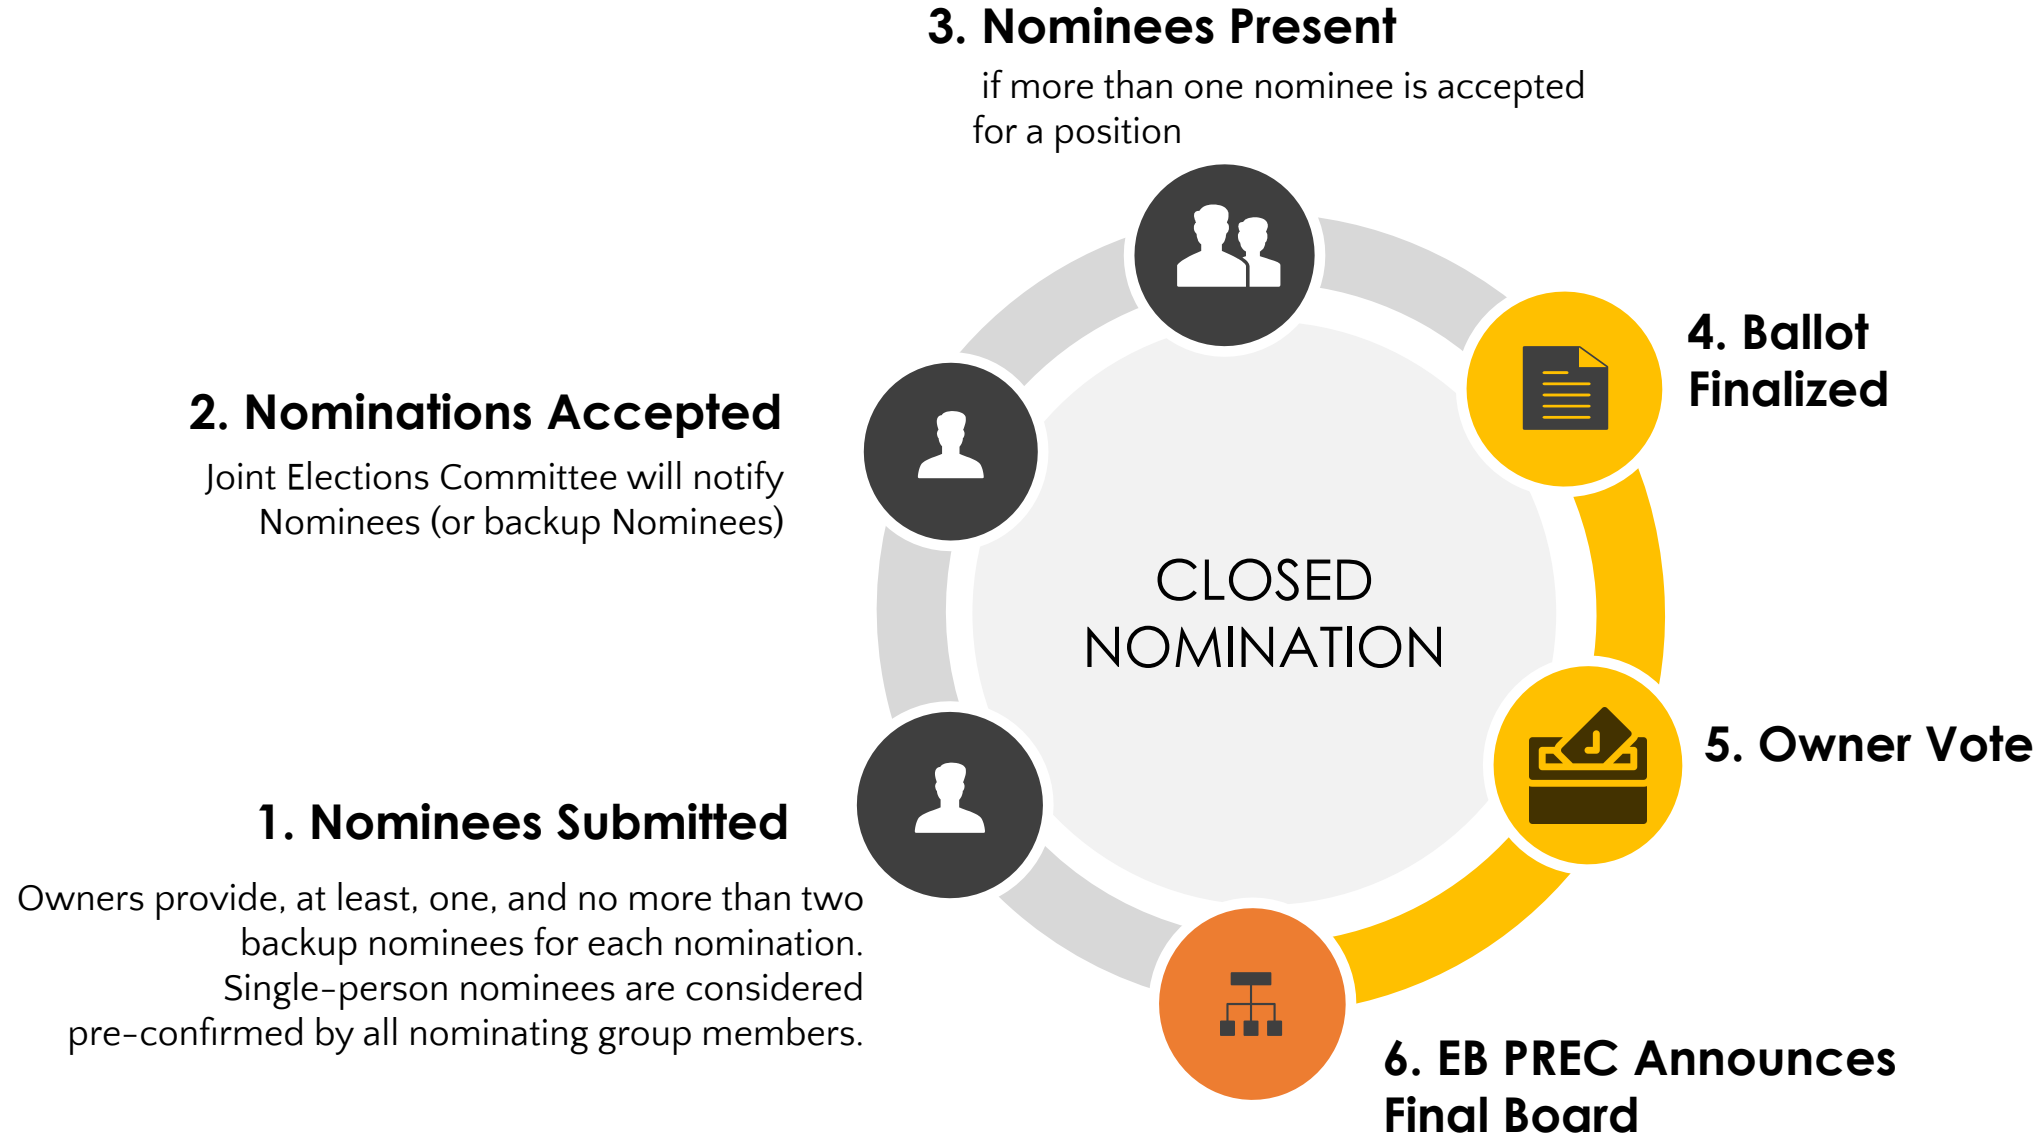 3. Nominees Present
if more than one nominee is accepted
for a position
2. Nominations Accepted
Joint Elections Committee will notify
Nominees (or backup Nominees)
1. Nominees Submitted
Owners provide, at least, one, and no more than two
backup nominees for each nomination.
Single-person nominees are considered
pre-confirmed by all nominating group members.
CLOSED
NOMINATION
4. Ballot
Finalized
5. Owner Vote
6. EB PREC Announces
Final Board